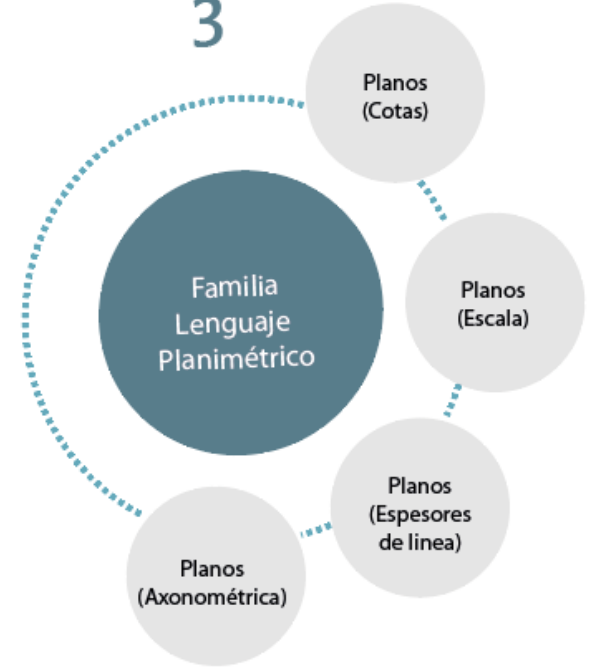 3
Planos
(Cotas)
Familia
Lenguaje
Planimétrico
Planos
(Escala)
Planos
(Espesores
de linea)
Planos
(Axonométrica)